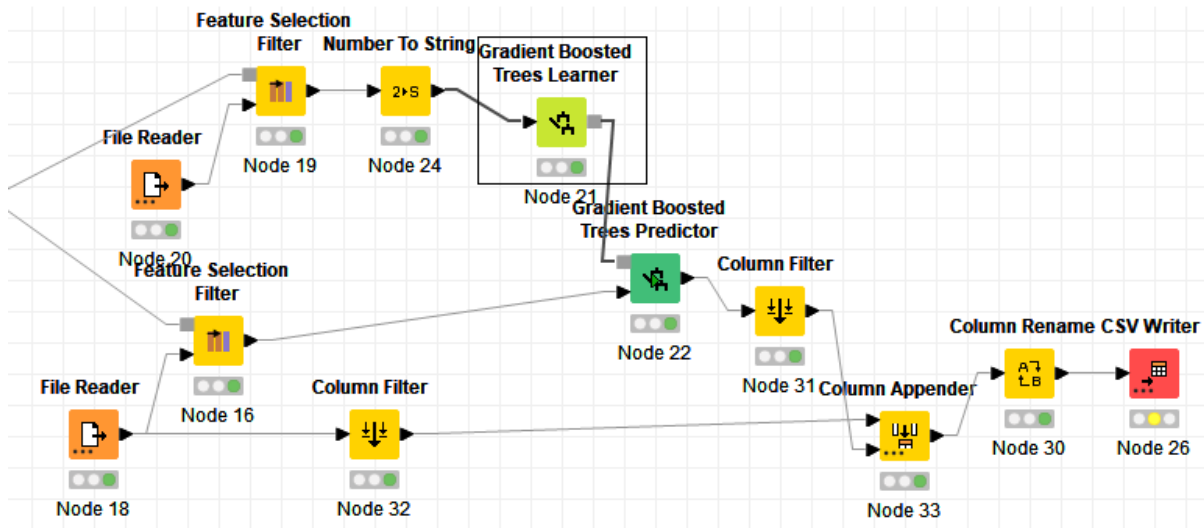 Feature Selection
Filter
2▸S
Number To String
Node 19
Node 24
Gradient Boosted
Trees Learner
Node 21
File Reader
Node 20
Gradient Boosted
Trees Predictor
Node 22
Feature Selection
Filter
Node 16
Column Filter
Node 31
File Reader
Node 18
Column Filter
Node 32
Column Appender
Node 33
Column Rename
A
B
Node 30
CSV Writer
Node 26